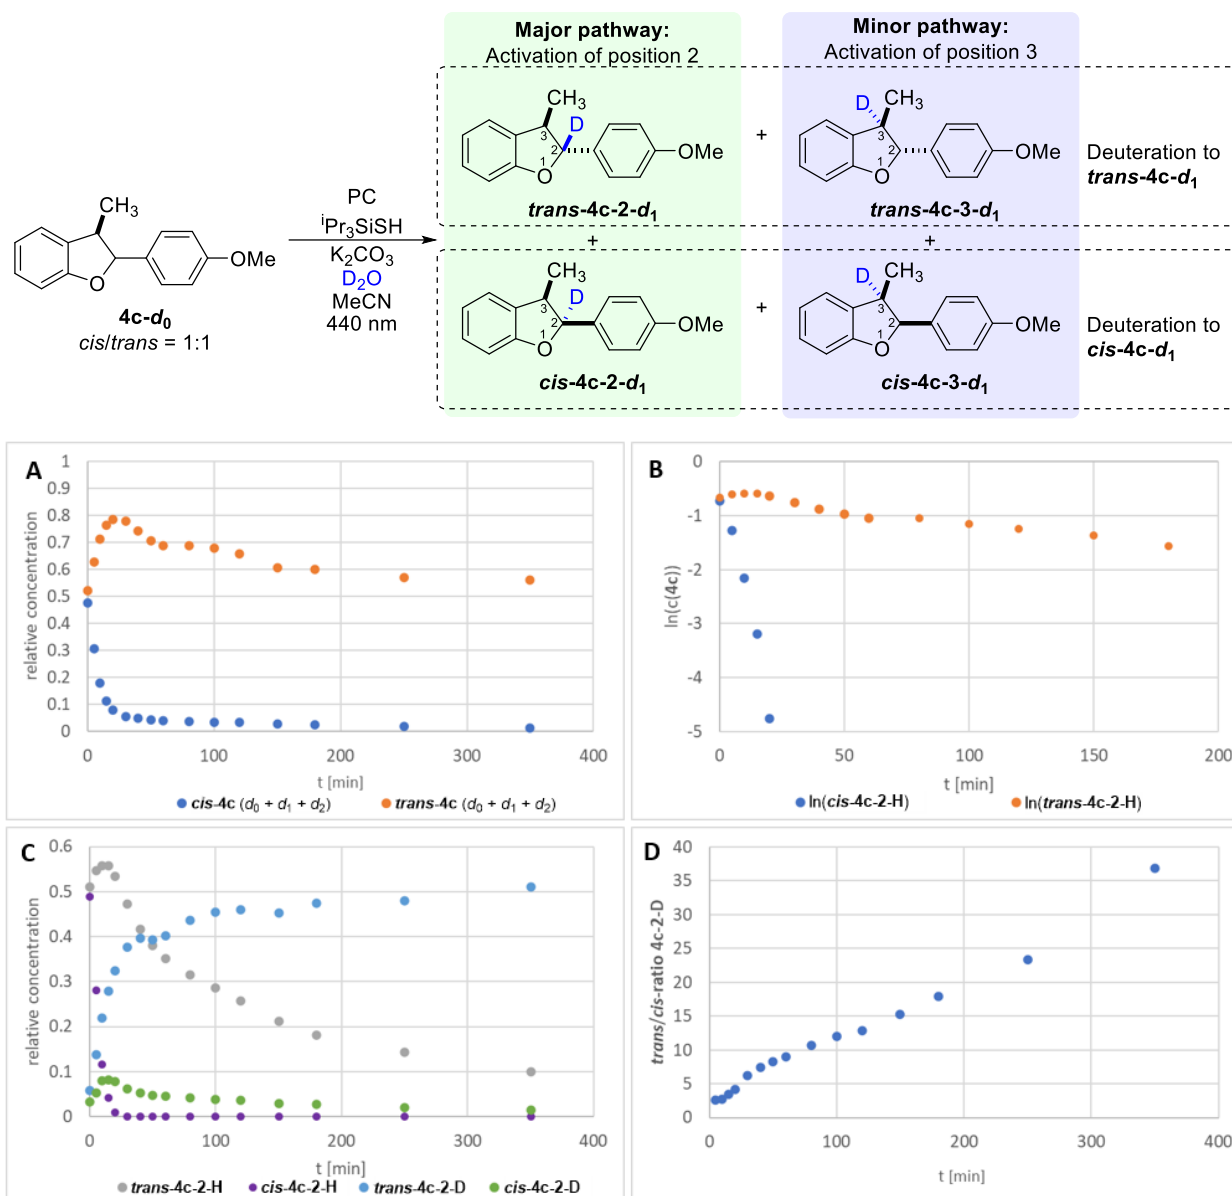 Major pathway:
Activation of position 2
Minor pathway:
Activation of position 3
CH3
3
D
2
1
O
OMe
trans-4c-2-d1
+
D
CH3
3
2
1
O
OMe
trans-4c-3-d1
Deuteration to
trans-4c-d1
CH3
O
OMe
4c-d0
cis/trans = 1:1
PC
iPr3SiSH
K2CO3
D2O
MeCN
440 nm
+
+
CH3
3
D
2
1
O
OMe
cis-4c-2-d1
+
D
CH3
3
2
1
O
OMe
cis-4c-3-d1
Deuteration to
cis-4c-d1
A
relative concentration
1
0.9
0.8
0.7
0.6
0.5
0.4
0.3
0.2
0.1
0
0 100 200 300 400
t [min]
cis-4c (d0 + d1 + d2) trans-4c (d0 + d1 + d2)
B
ln(c(4c))
0
-1
-2
-3
-4
-5
0 50 100 150 200
t [min]
ln(cis-4c-2-H) ln(trans-4c-2-H)
C
relative concentration
0.6
0.5
0.4
0.3
0.2
0.1
0
0 100 200 300 400
t [min]
trans-4c-2-H cis-4c-2-H trans-4c-2-D cis-4c-2-D
D
trans/cis-ratio 4c-2-D
40
35
30
25
20
15
10
5
0
0 100 200 300 400
t [min]